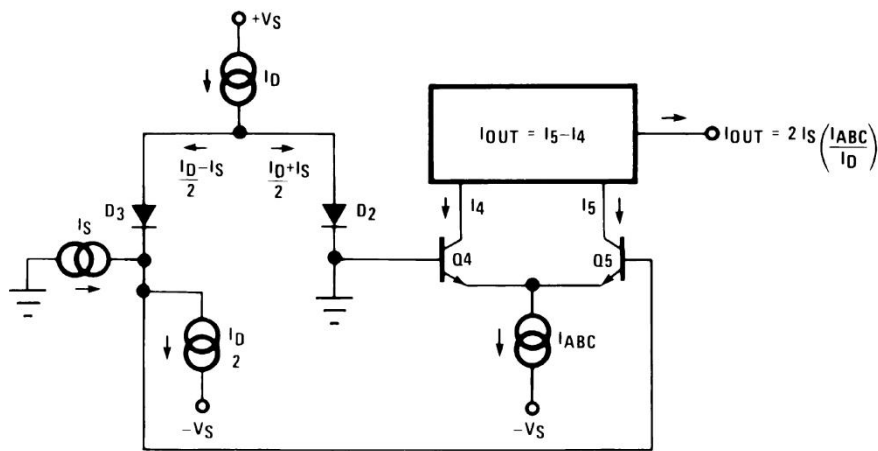 +VS
ID
ID/2 − IS
ID/2 + IS
IOUT = I5 − I4
IOUT = 2 IS (IABC/ID)
D3
D2
I4
I5
IS
Q4
Q5
ID/2
IABC
−VS
−VS